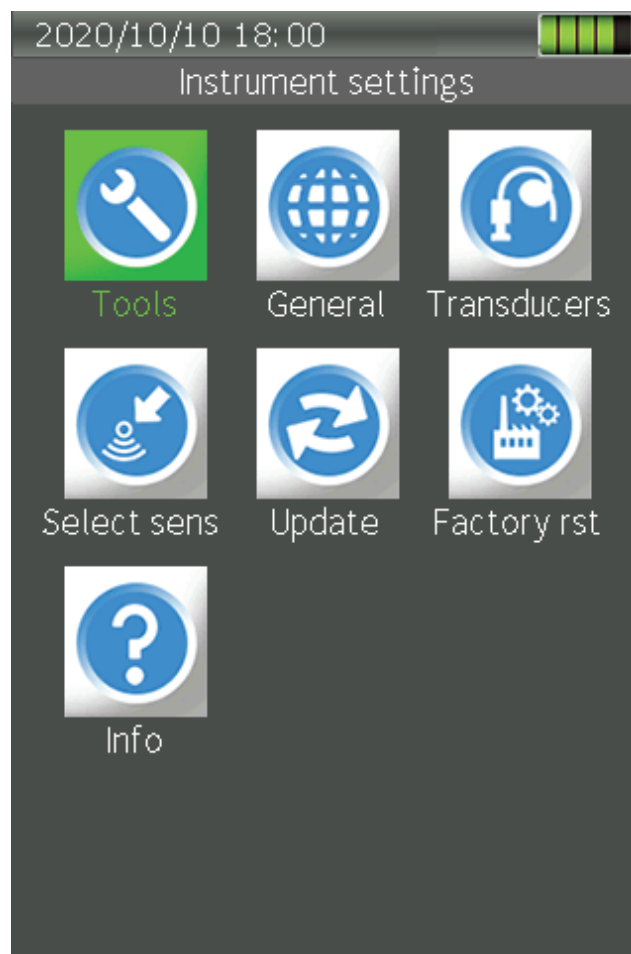 2020/10/10 18:00
Instrument settings
Tools General Transducers
Select sens Update Factory rst
Info